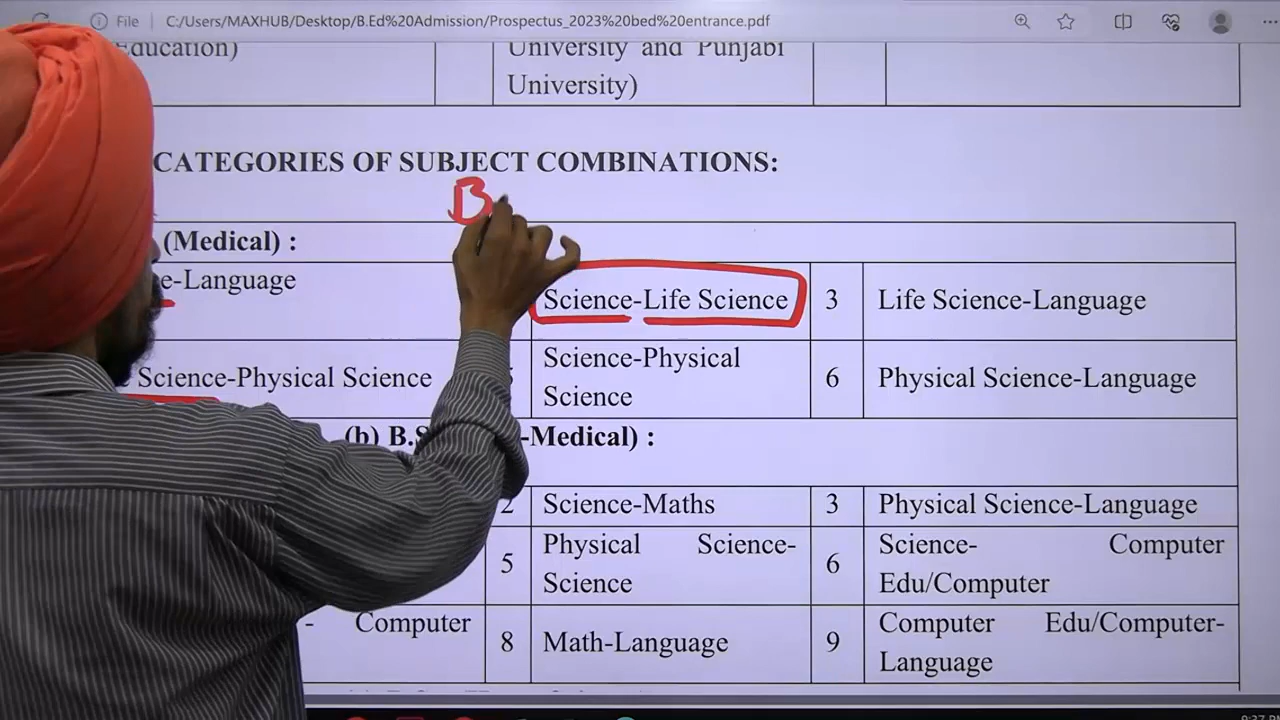 File C:/Users/MAXHUB/Desktop/B.Ed%20Admission/Prospectus_2023%20bed%20entrance.pdf
University and Punjabi
University)
CATEGORIES OF SUBJECT COMBINATIONS:
B
(Medical) :
-Language
Science-Life Science
3
Life Science-Language
Science-Physical Science
Science-Physical
Science
6
Physical Science-Language
(b) -Medical) :
2
Science-Maths
3
Physical Science-Language
5
Physical Science-
Science
6
Science- Computer
Edu/Computer
- Computer
8
Math-Language
9
Computer Edu/Computer-
Language